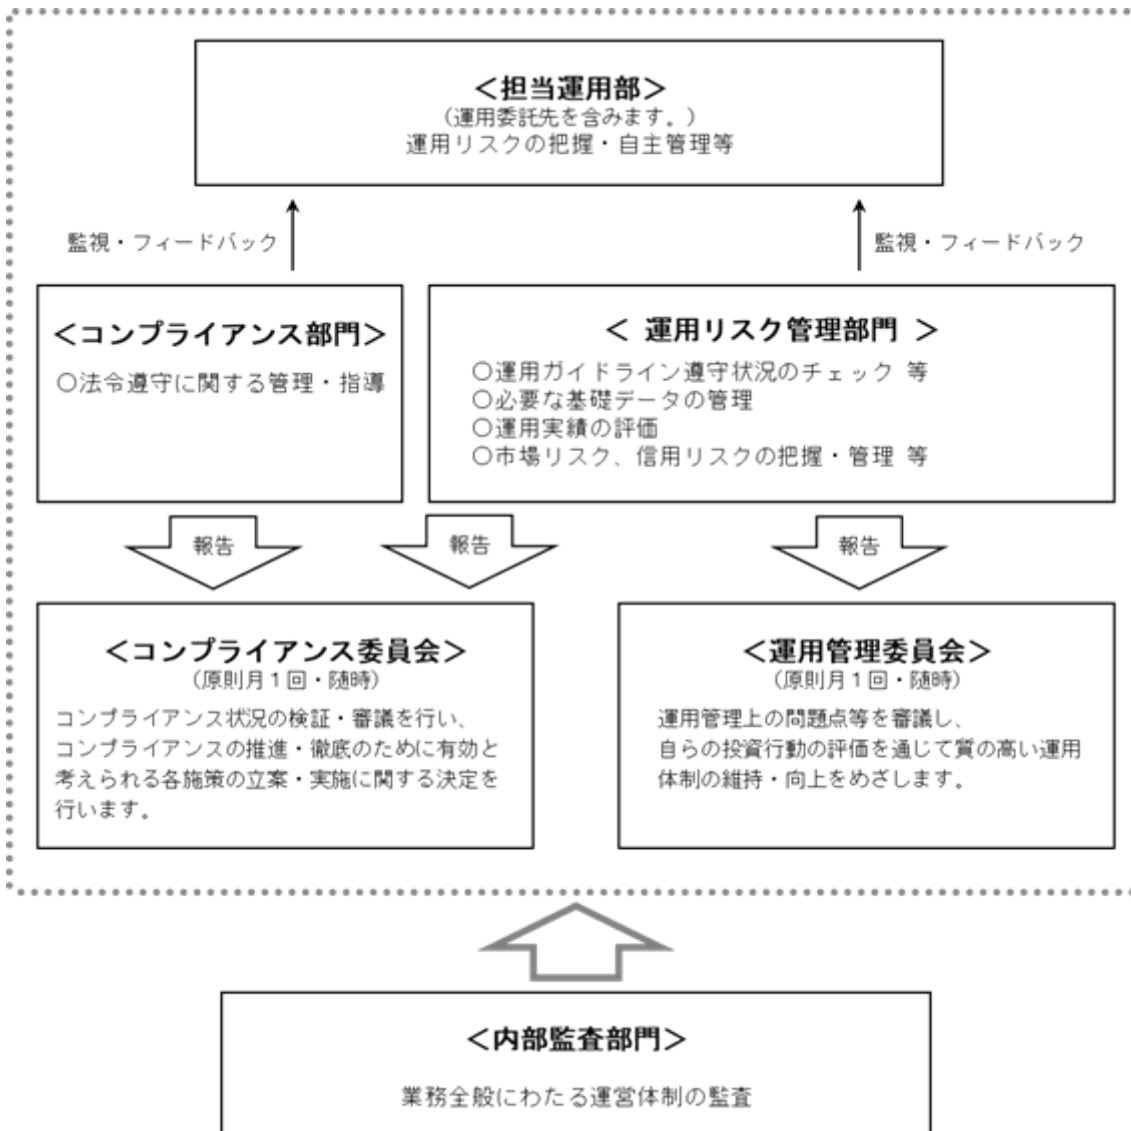 ＜担当運用部＞
（運用委託先を含みます。）
運用リスクの把握・自主管理等
監視・フィードバック
監視・フィードバック
＜コンプライアンス部門＞
○法令遵守に関する管理・指導
＜ 運用リスク管理部門 ＞
○運用ガイドライン遵守状況のチェック 等
○必要な基礎データの管理
○運用実績の評価
○市場リスク、信用リスクの把握・管理 等
報告
報告
報告
＜コンプライアンス委員会＞
（原則月１回・随時）
コンプライアンス状況の検証・審議を行い、
コンプライアンスの推進・徹底のために有効と
考えられる各施策の立案・実施に関する決定を
行います。
＜運用管理委員会＞
（原則月１回・随時）
運用管理上の問題点等を審議し、
自らの投資行動の評価を通じて質の高い運用
体制の維持・向上をめざします。
＜内部監査部門＞
業務全般にわたる運営体制の監査